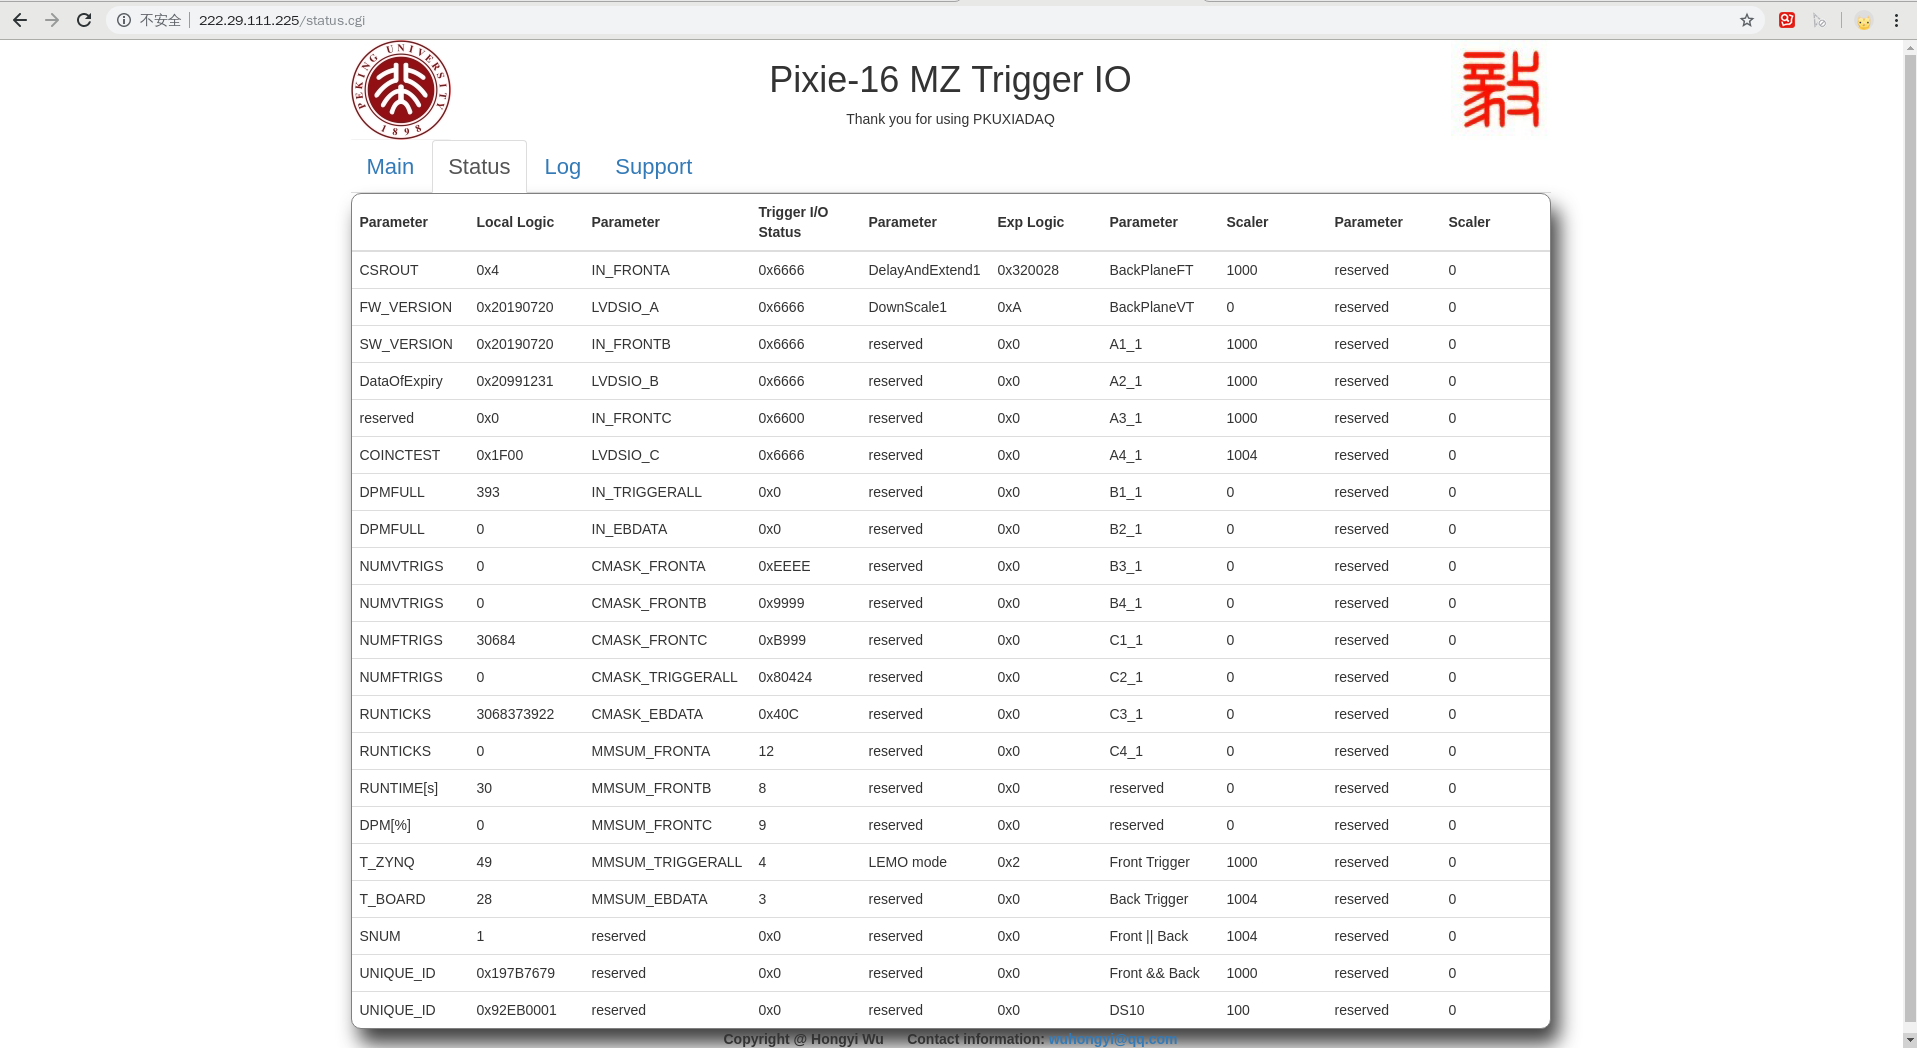 不安全 222.29.111.225/status.cgi
PEKING UNIVERSITY
1898
Pixie-16 MZ Trigger IO
Thank you for using PKUXIADAQ
Main Status Log Support
Parameter Local Logic Parameter Trigger I/O Status Parameter Exp Logic Parameter Scaler Parameter Scaler
CSROUT 0x4 IN_FRONTA 0x6666 DelayAndExtend1 0x320028 BackPlaneFT 1000 reserved 0
FW_VERSION 0x20190720 LVDSIO_A 0x6666 DownScale1 0xA BackPlaneVT 0 reserved 0
SW_VERSION 0x20190720 IN_FRONTB 0x6666 reserved 0x0 A1_1 1000 reserved 0
DataOfExpiry 0x20991231 LVDSIO_B 0x6666 reserved 0x0 A2_1 1000 reserved 0
reserved 0x0 IN_FRONTC 0x6600 reserved 0x0 A3_1 1000 reserved 0
COINCTEST 0x1F00 LVDSIO_C 0x6666 reserved 0x0 A4_1 1004 reserved 0
DPMFULL 393 IN_TRIGGERALL 0x0 reserved 0x0 B1_1 0 reserved 0
DPMFULL 0 IN_EBDATA 0x0 reserved 0x0 B2_1 0 reserved 0
NUMVTRIGS 0 CMASK_FRONTA 0xEEEE reserved 0x0 B3_1 0 reserved 0
NUMVTRIGS 0 CMASK_FRONTB 0x9999 reserved 0x0 B4_1 0 reserved 0
NUMFTRIGS 30684 CMASK_FRONTC 0xB999 reserved 0x0 C1_1 0 reserved 0
NUMFTRIGS 0 CMASK_TRIGGERALL 0x80424 reserved 0x0 C2_1 0 reserved 0
RUNTICKS 3068373922 CMASK_EBDATA 0x40C reserved 0x0 C3_1 0 reserved 0
RUNTICKS 0 MMSUM_FRONTA 12 reserved 0x0 C4_1 0 reserved 0
RUNTIME[s] 30 MMSUM_FRONTB 8 reserved 0x0 reserved 0 reserved 0
DPM[%] 0 MMSUM_FRONTC 9 reserved 0x0 reserved 0 reserved 0
T_ZYNQ 49 MMSUM_TRIGGERALL 4 LEMO mode 0x2 Front Trigger 1000 reserved 0
T_BOARD 28 MMSUM_EBDATA 3 reserved 0x0 Back Trigger 1004 reserved 0
SNUM 1 reserved 0x0 reserved 0x0 Front || Back 1004 reserved 0
UNIQUE_ID 0x197B7679 reserved 0x0 reserved 0x0 Front && Back 1000 reserved 0
UNIQUE_ID 0x92EB0001 reserved 0x0 reserved 0x0 DS10 100 reserved 0
Copyright @ Hongyi Wu Contact information: wuhongyi@qq.com